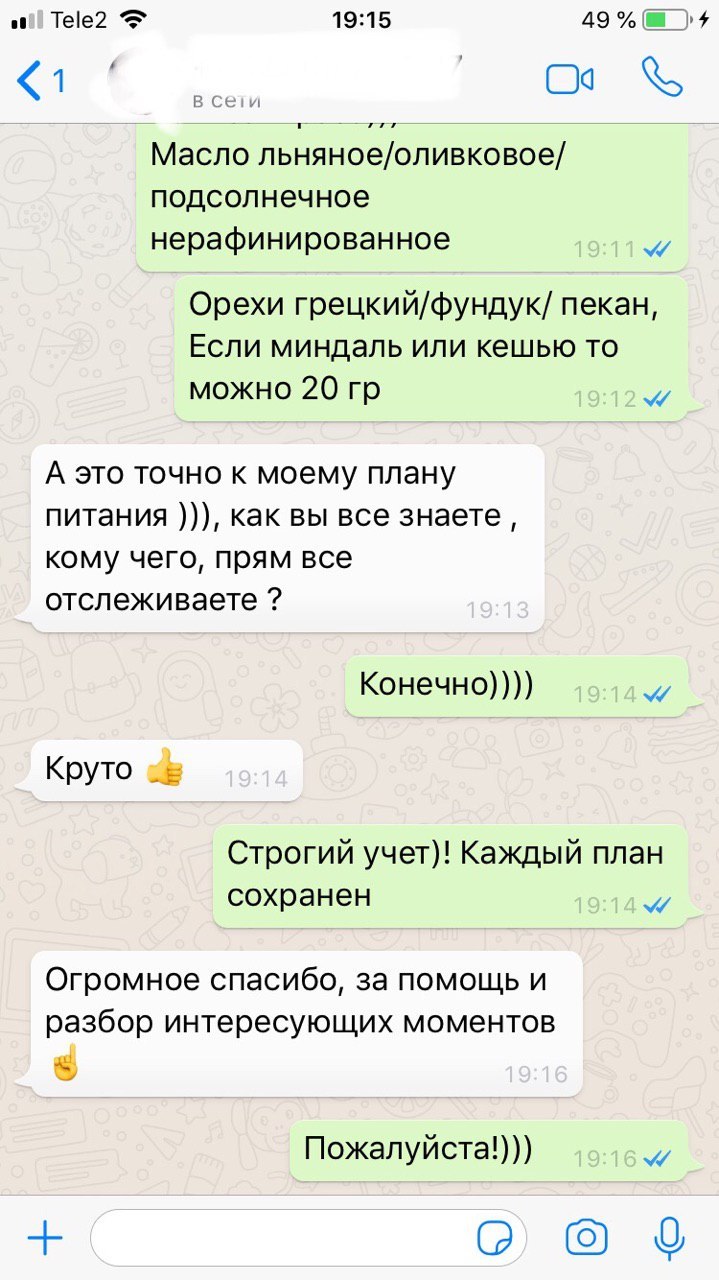 Tele2
19:15
49 %
1
в сети
Масло льняное/оливковое/
подсолнечное
нерафинированное
19:11
Орехи грецкий/фундук/ пекан,
Если миндаль или кешью то
можно 20 гр
19:12
А это точно к моему плану
питания ))), как вы все знаете ,
кому чего, прям все
отслеживаете ?
19:13
Конечно))))
19:14
Круто 👍
19:14
Строгий учет)! Каждый план
сохранен
19:14
Огромное спасибо, за помощь и
разбор интересующих моментов
☝
19:16
Пожалуйста!)))
19:16